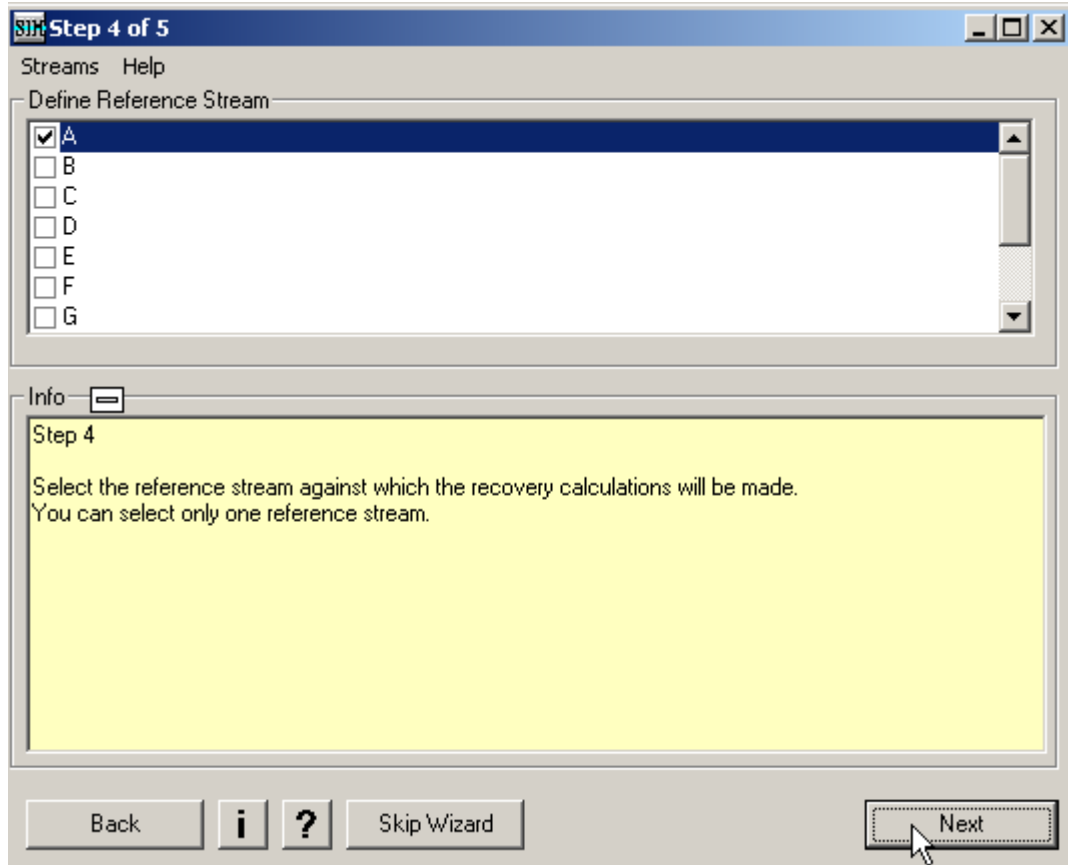 SIM Step 4 of 5
Streams Help
Define Reference Stream
A
B
C
D
E
F
G
Info
Step 4
Select the reference stream against which the recovery calculations will be made.
You can select only one reference stream.
Back i ? Skip Wizard Next